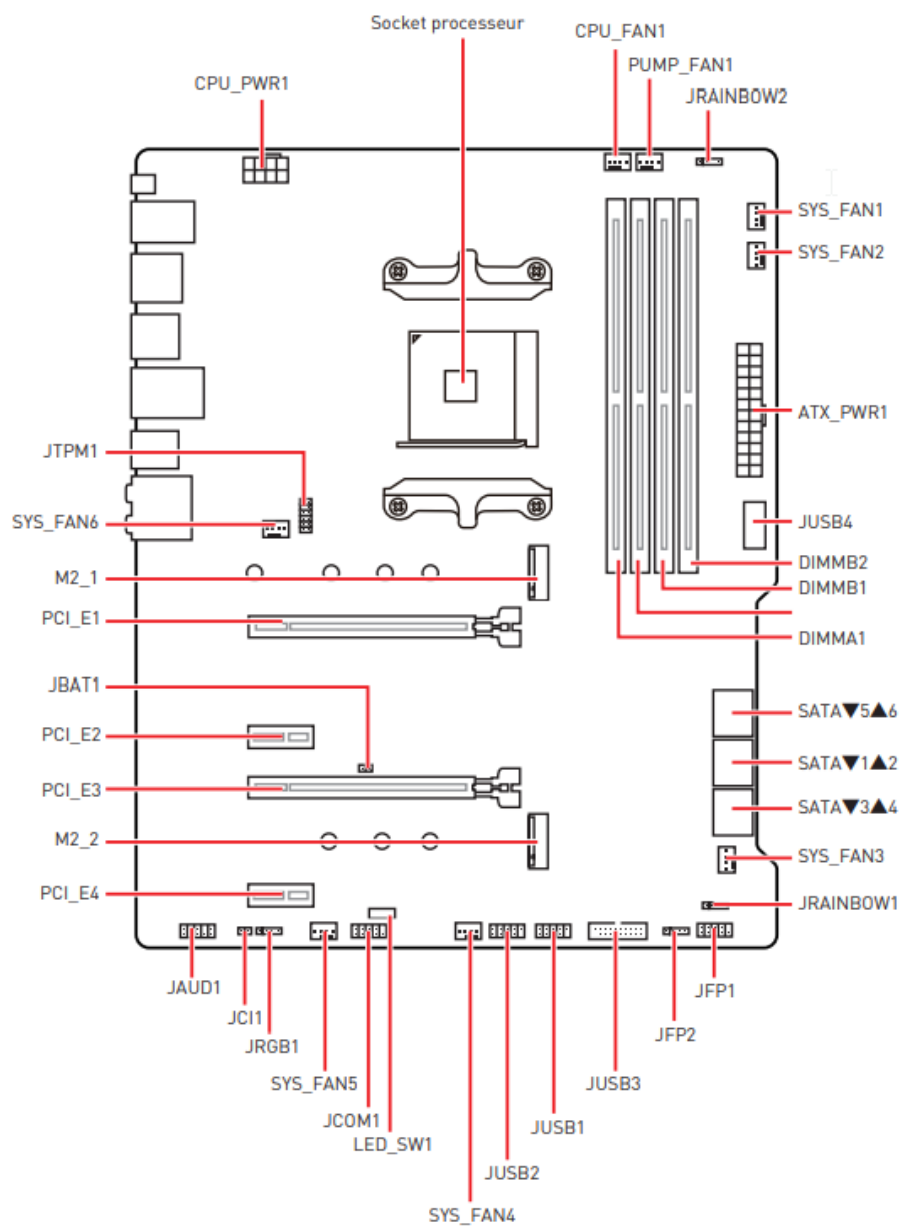 Socket processeur
CPU_FAN1
PUMP_FAN1
CPU_PWR1
JRAINBOW2
SYS_FAN1
SYS_FAN2
ATX_PWR1
JTPM1
SYS_FAN6
JUSB4
M2_1
DIMMB2
DIMMB1
PCI_E1
DIMMA1
JBAT1
SATA▼5▲6
PCI_E2
SATA▼1▲2
PCI_E3
SATA▼3▲4
M2_2
SYS_FAN3
PCI_E4
JRAINBOW1
JAUD1
JFP1
JCI1
JFP2
JRGB1
SYS_FAN5
JUSB3
JCOM1
JUSB1
LED_SW1
JUSB2
SYS_FAN4